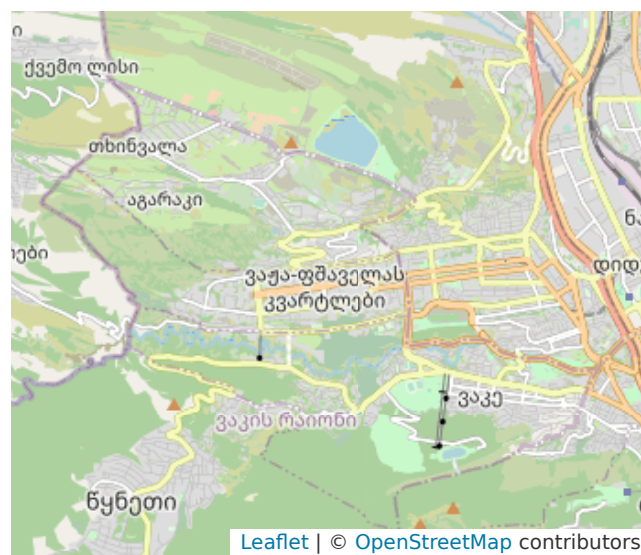 ქვემო ლისი
თხინვალა
აგარაკი
ვაჟა-ფშაველას
კვარტლები
ვაკე
ვაკის რაიონი
წყნეთი
Leaflet | © OpenStreetMap contributors